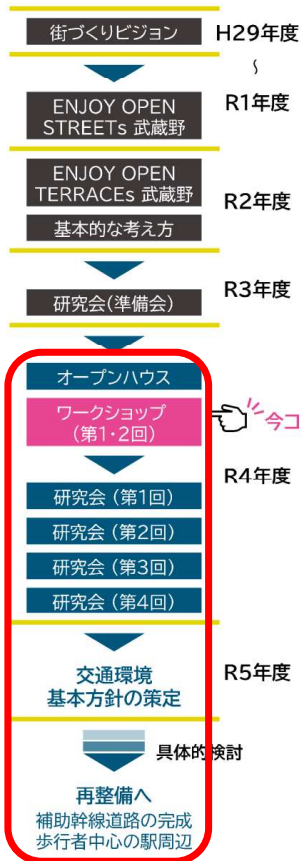 街づくりビジョン
H29年度
〜
ENJOY OPEN
STREETs 武蔵野
R1年度
ENJOY OPEN
TERRACEs 武蔵野
基本的な考え方
R2年度
研究会(準備会)
R3年度
オープンハウス
ワークショップ
(第1・2回)
今コ
研究会(第1回)
研究会(第2回)
研究会(第3回)
研究会(第4回)
R4年度
交通環境
基本方針の策定
R5年度
具体的検討
再整備へ
補助幹線道路の完成
歩行者中心の駅周辺